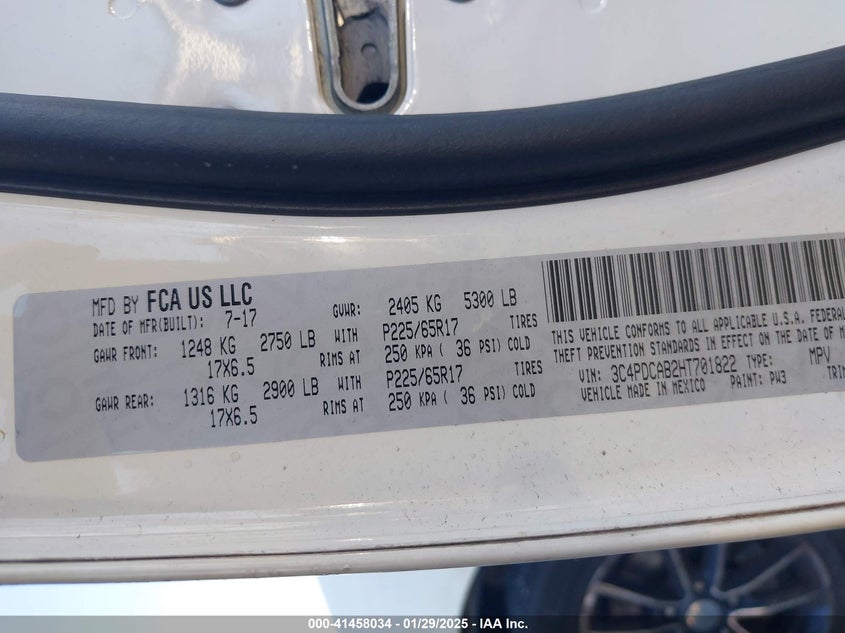 MFD BY FCA US LLC
DATE OF MFR(BUILT): 7-17
GVWR: 2405 KG 5300 LB
GAWR FRONT: 1248 KG 2750 LB WITH P225/65R17 TIRES
17X6.5 RIMS AT 250 KPA ( 36 PSI) COLD
GAWR REAR: 1316 KG 2900 LB WITH P225/65R17 TIRES
17X6.5 RIMS AT 250 KPA ( 36 PSI) COLD
THIS VEHICLE CONFORMS TO ALL APPLICABLE U.S.A. FEDERAL
THEFT PREVENTION STANDARDS IN EFFECT ON THE DATE OF
VIN: 3C4PDCAB2HT701822 TYPE: MPV
VEHICLE MADE IN MEXICO PAINT: PW3
000-41458034 - 01/29/2025 - IAA Inc.